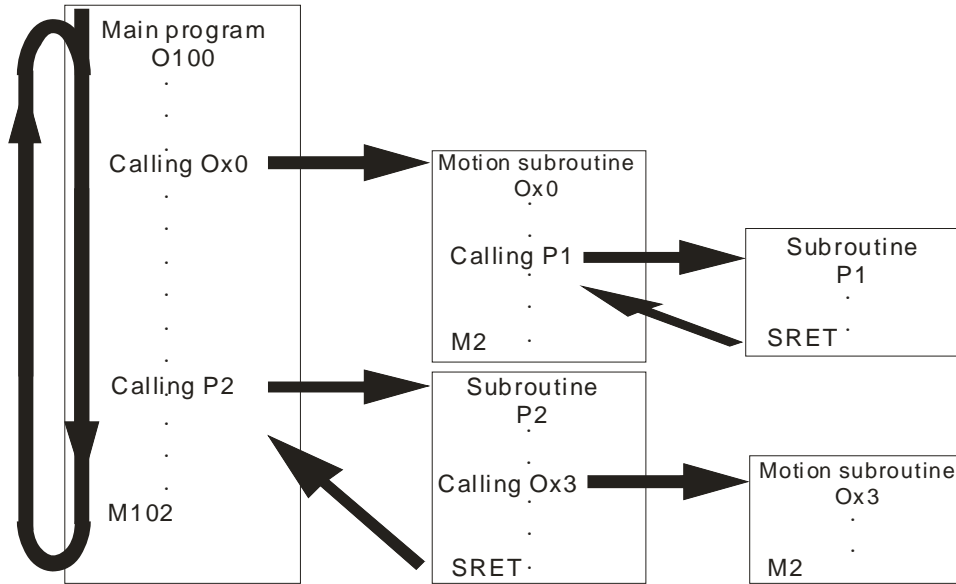 Main program
O100
Calling Ox0
Calling P2
M102
Motion subroutine
Ox0
Calling P1
M2
Subroutine
P1
SRET
Subroutine
P2
Calling Ox3
SRET
Motion subroutine
Ox3
M2